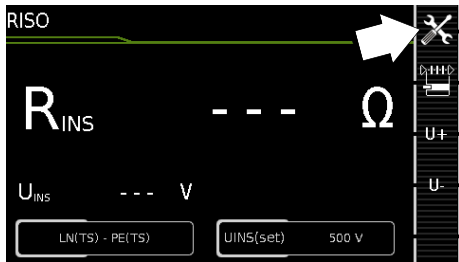 RISO
RINS --- Ω
U+
UINS --- V
U-
LN(TS) - PE(TS) UINS(set) 500 V